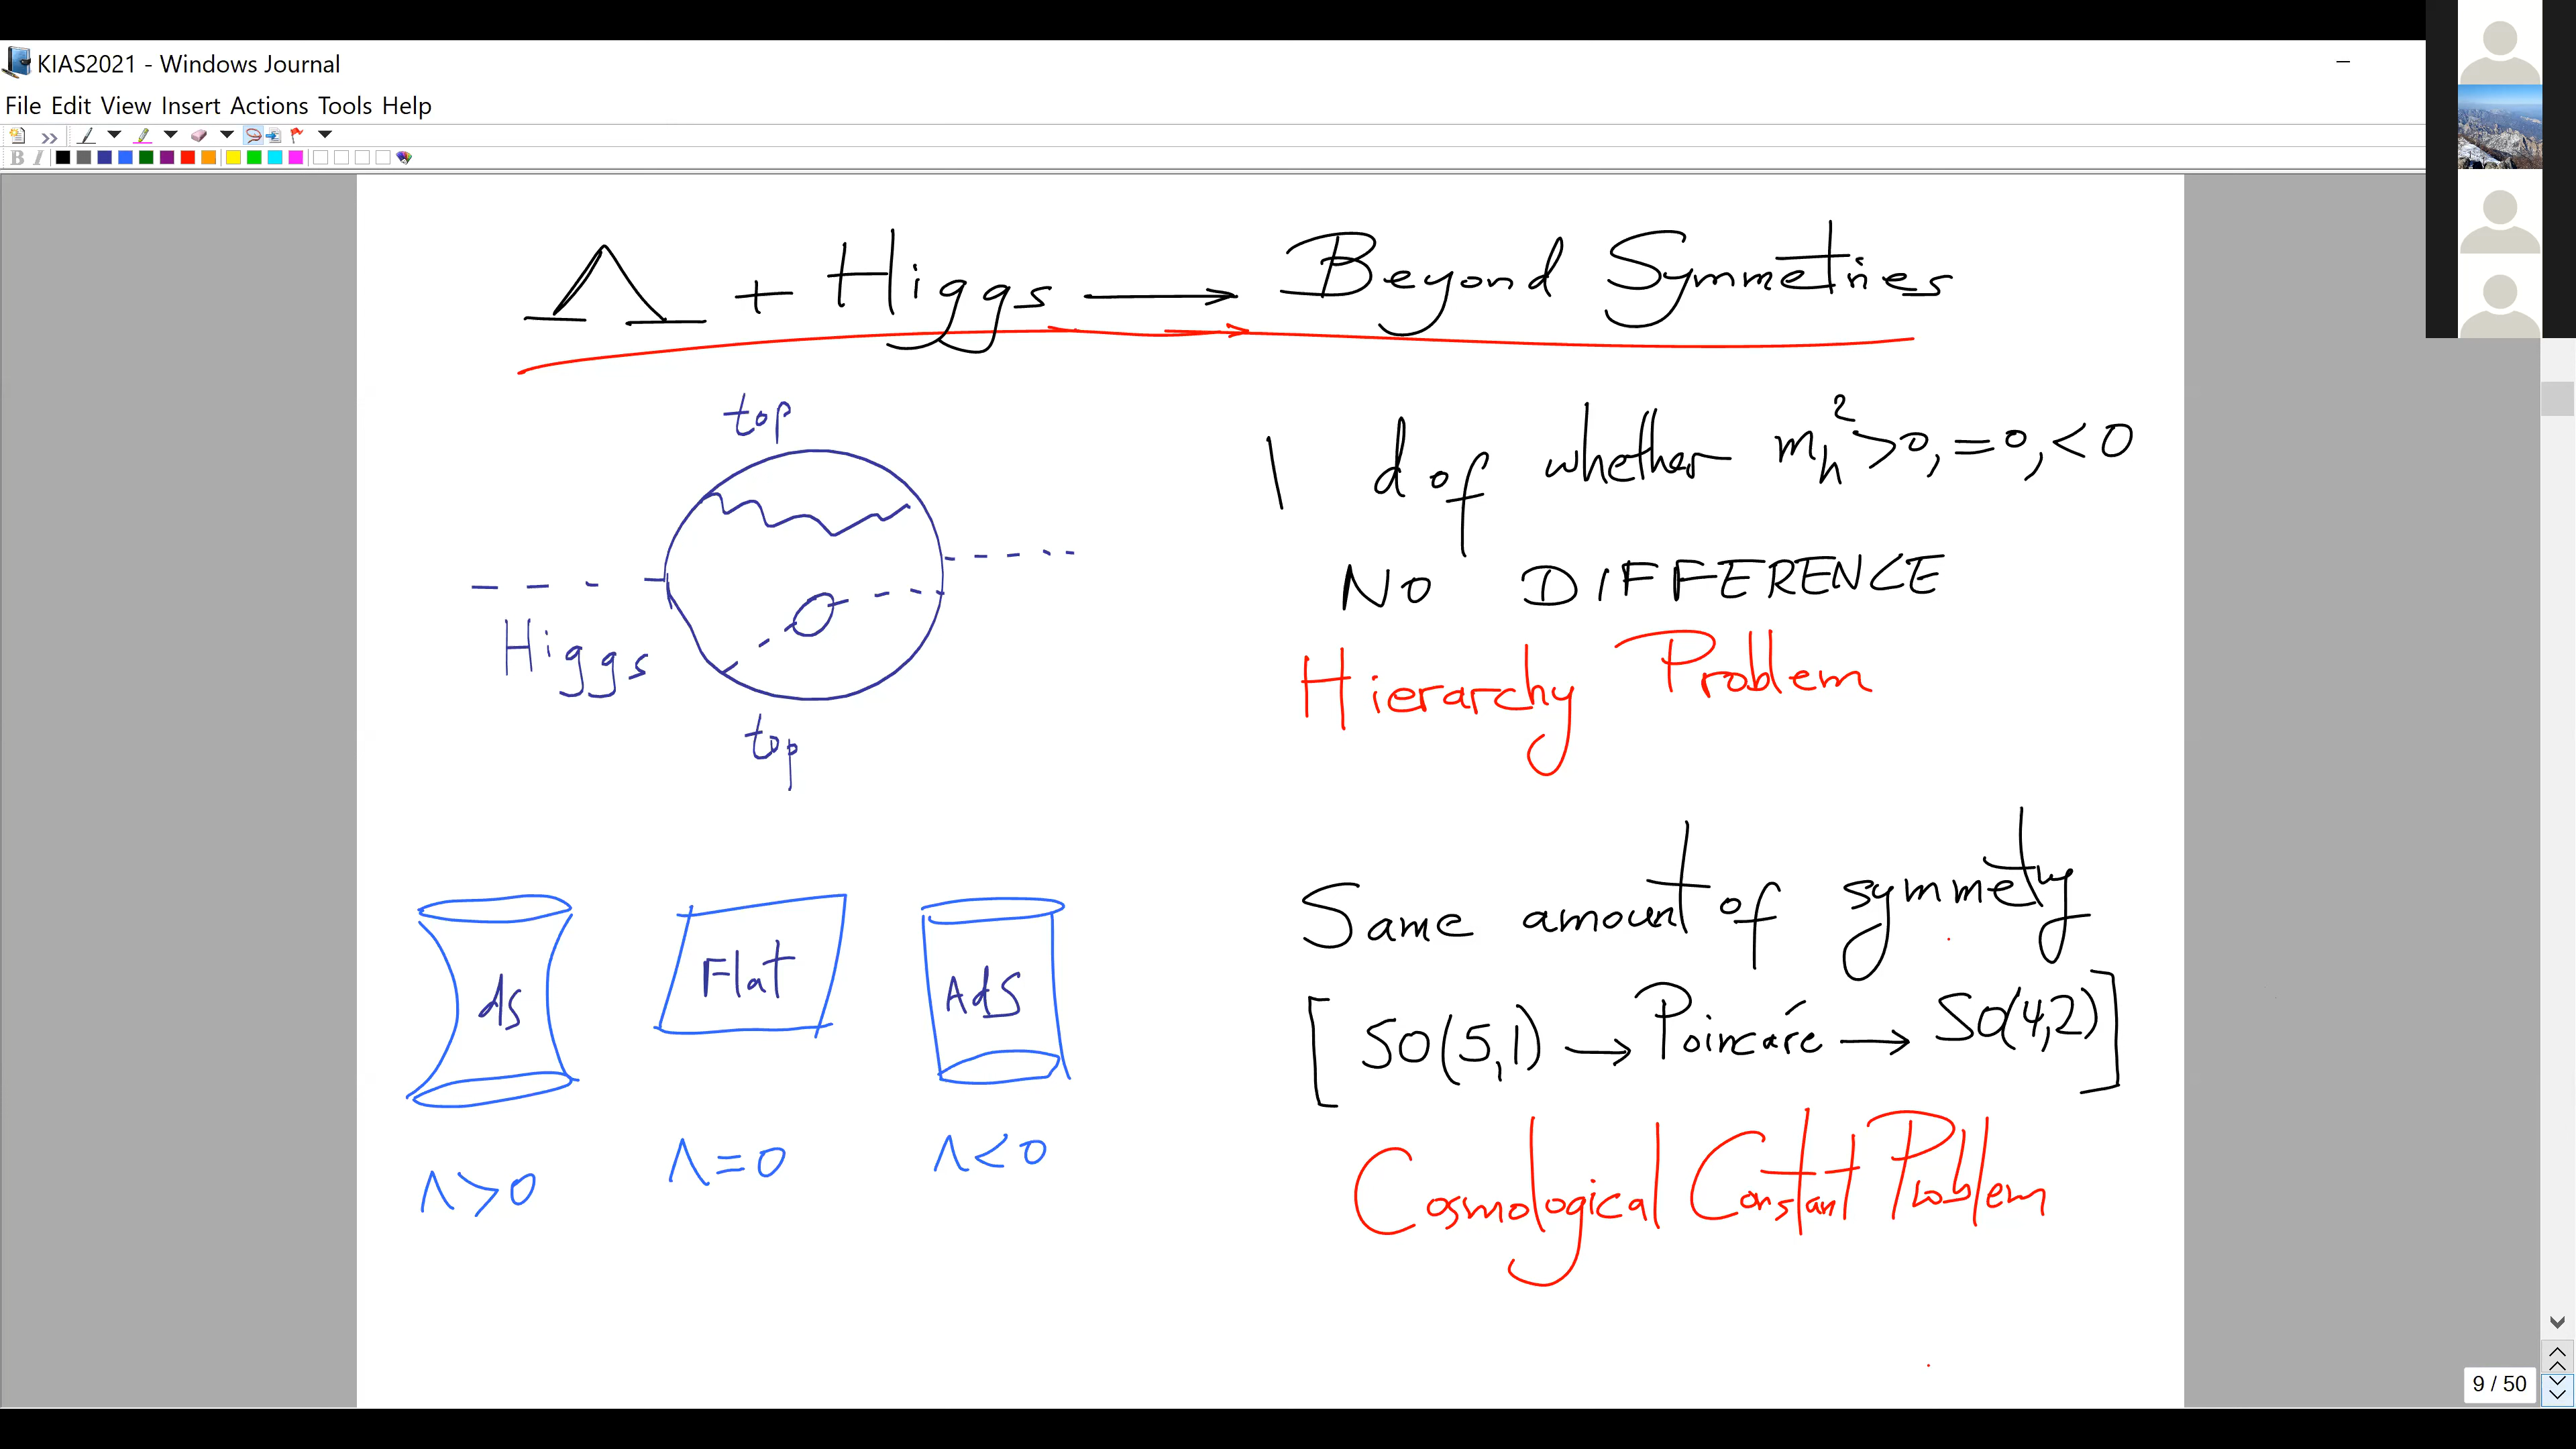 KIAS2021 - Windows Journal
File Edit View Insert Actions Tools Help
B I
Λ + Higgs → Beyond Symmetries
top
Higgs
top
1 dof whether m_h^2 >0, =0, <0
NO DIFFERENCE
Hierarchy Problem
dS
Flat
AdS
Λ>0
Λ=0
Λ<0
Same amount of symmetry
[SO(5,1) → Poincaré → SO(4,2)]
Cosmological Constant Problem
9 / 50